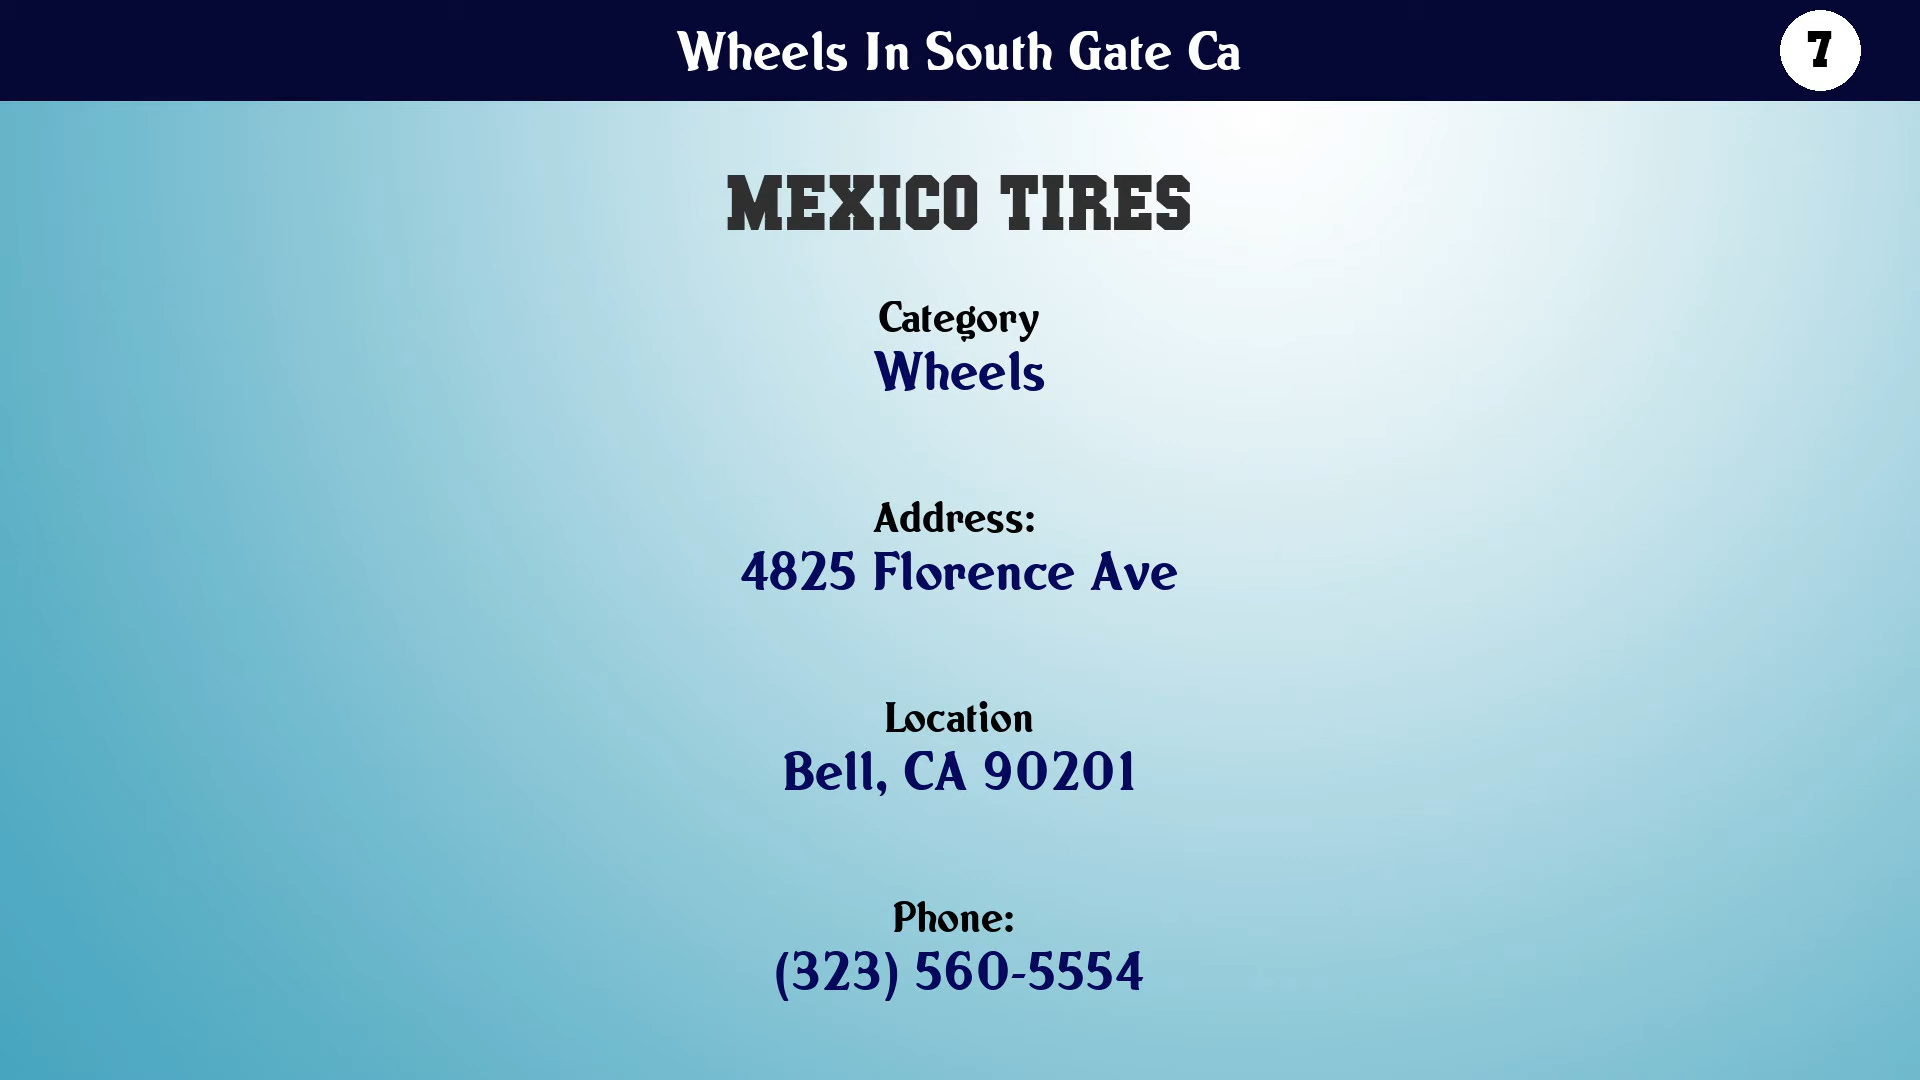 Wheels In South Gate Ca
7
MEXICO TIRES
Category
Wheels
Address:
4825 Florence Ave
Location
Bell, CA 90201
Phone:
(323) 560-5554